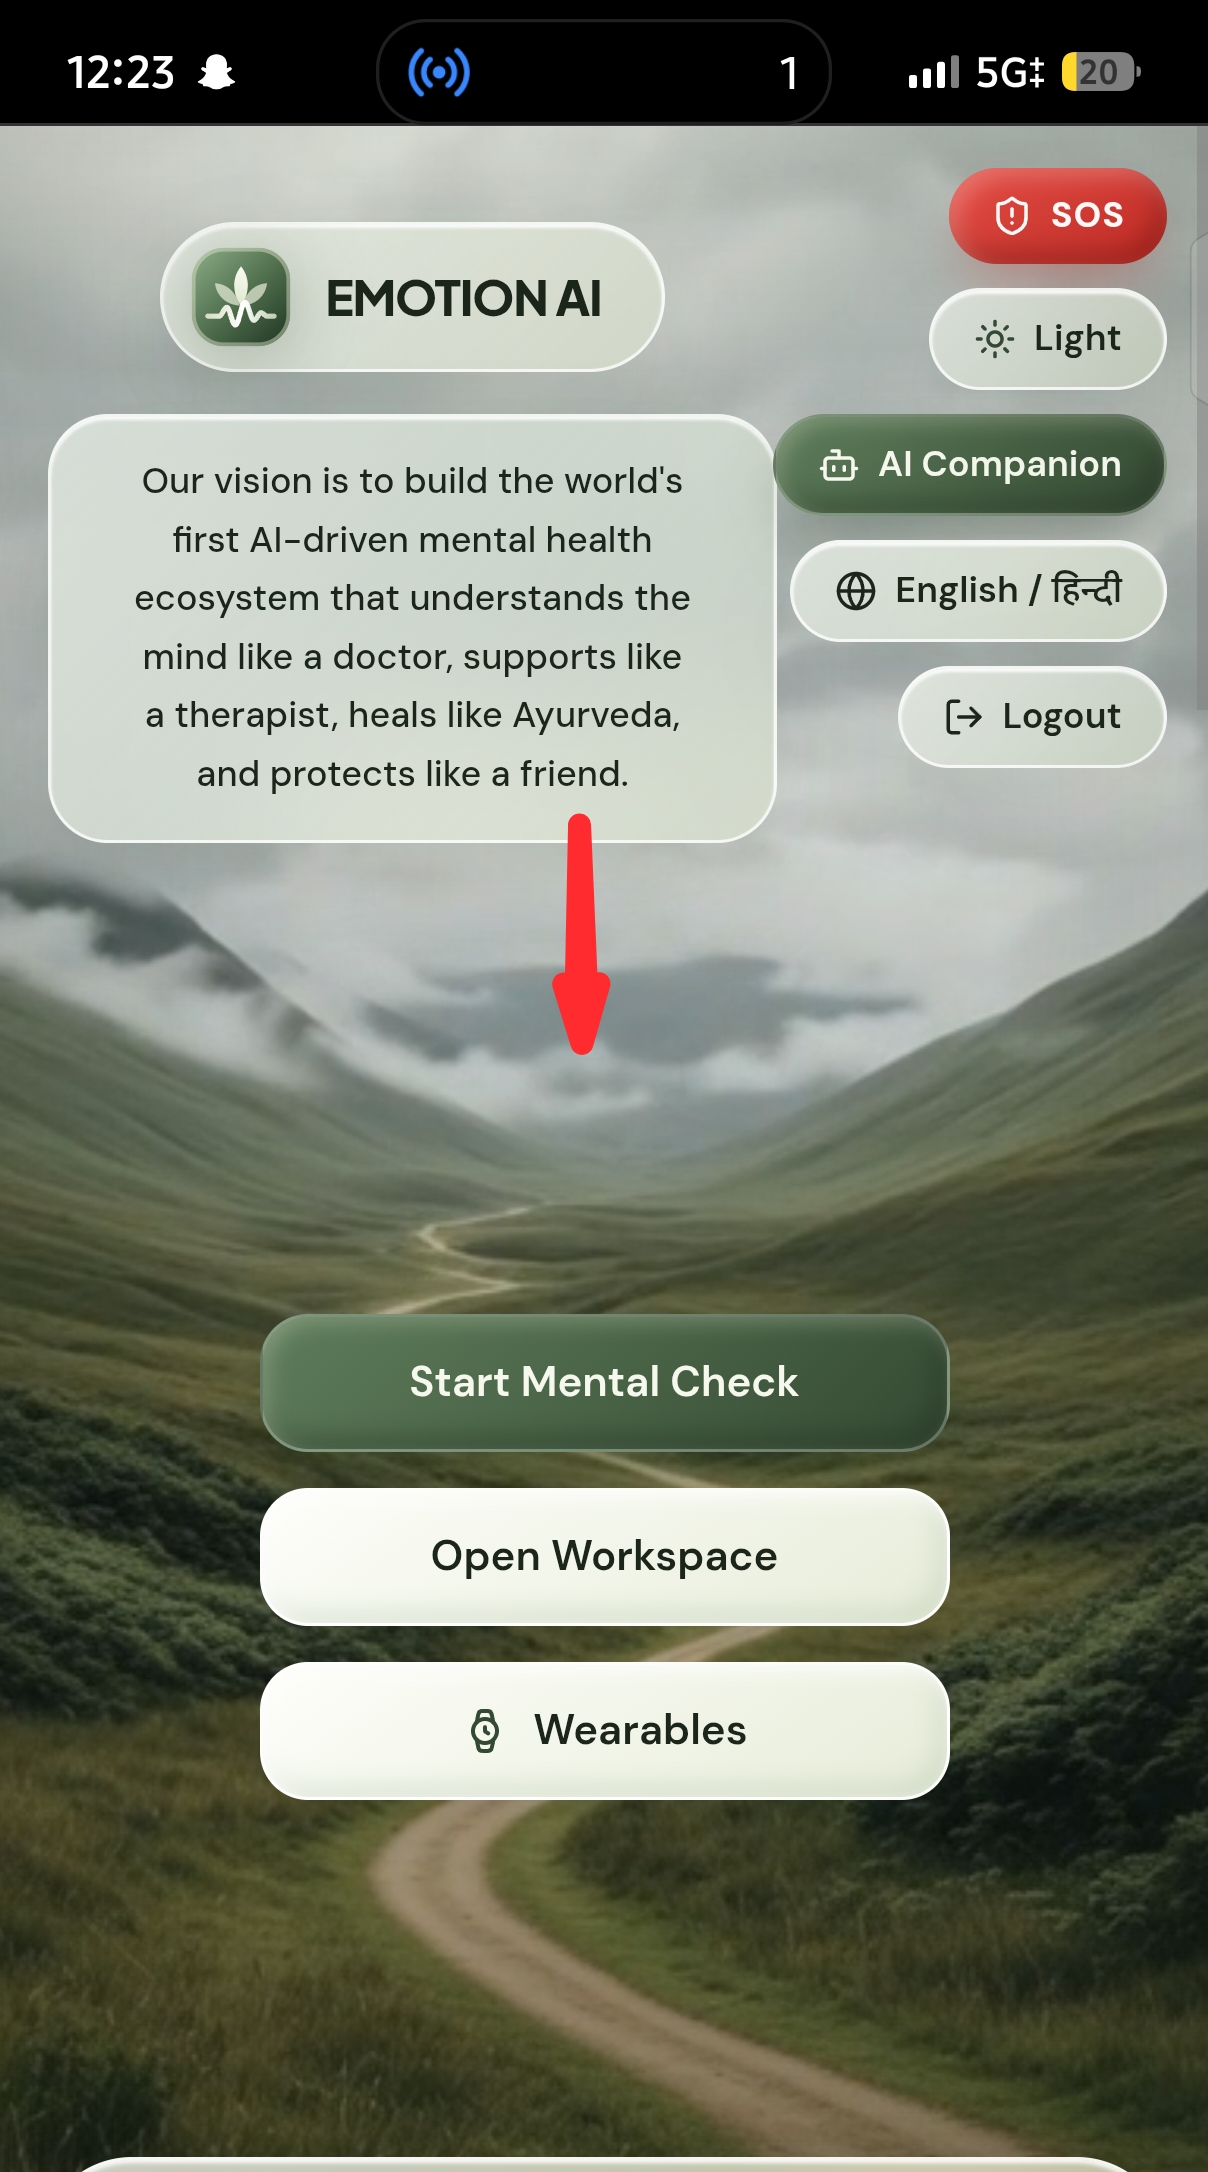 12:23
1
5G‡
20
SOS
EMOTION AI
Light
Our vision is to build the world's
first AI-driven mental health
ecosystem that understands the
mind like a doctor, supports like
a therapist, heals like Ayurveda,
and protects like a friend.
AI Companion
English / हिन्दी
Logout
Start Mental Check
Open Workspace
Wearables